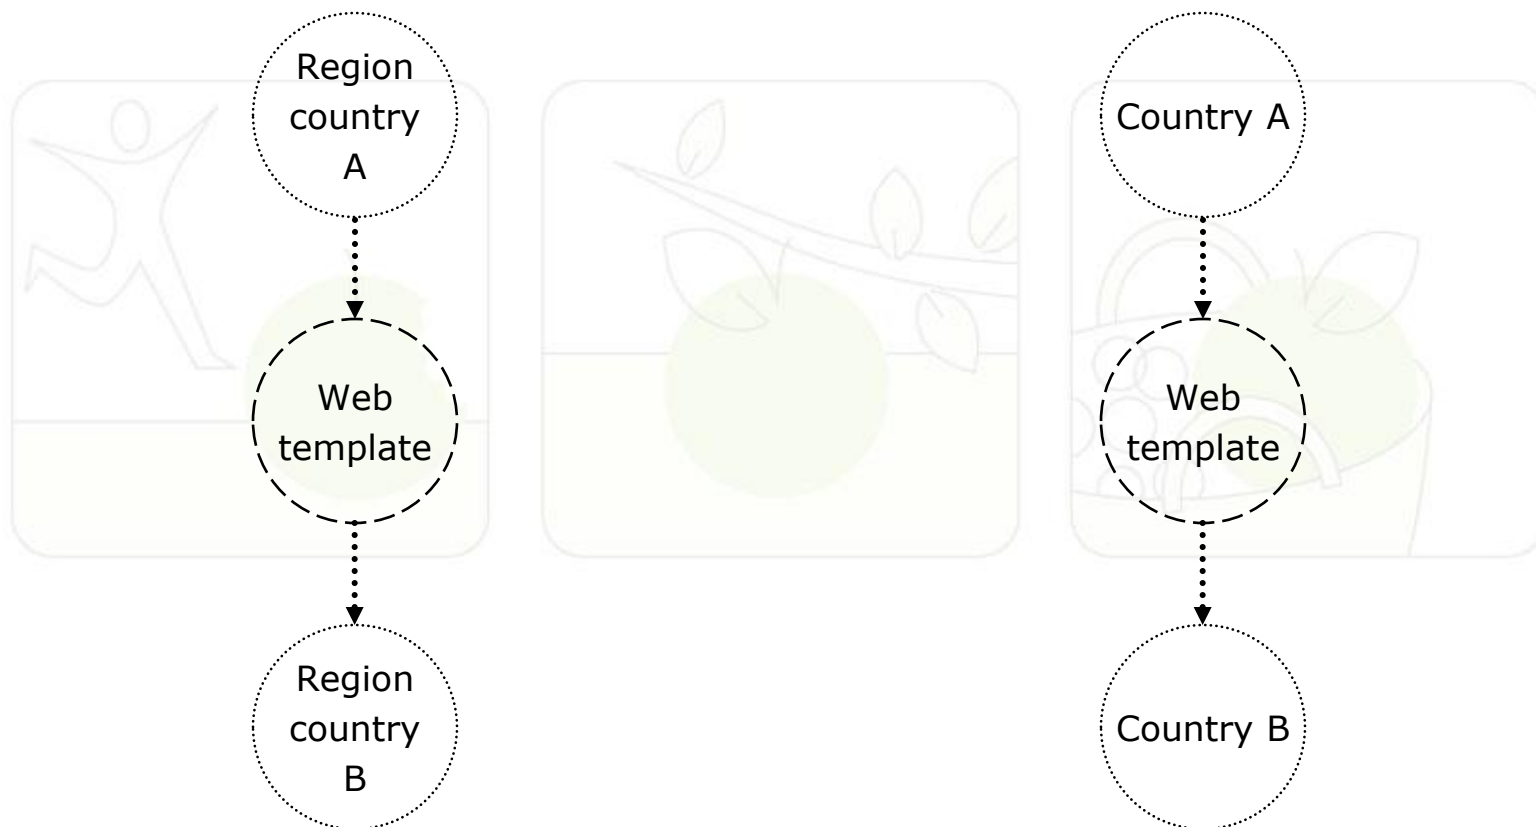 Region
country
A
Web
template
Region
country
B
Country A
Web
template
Country B